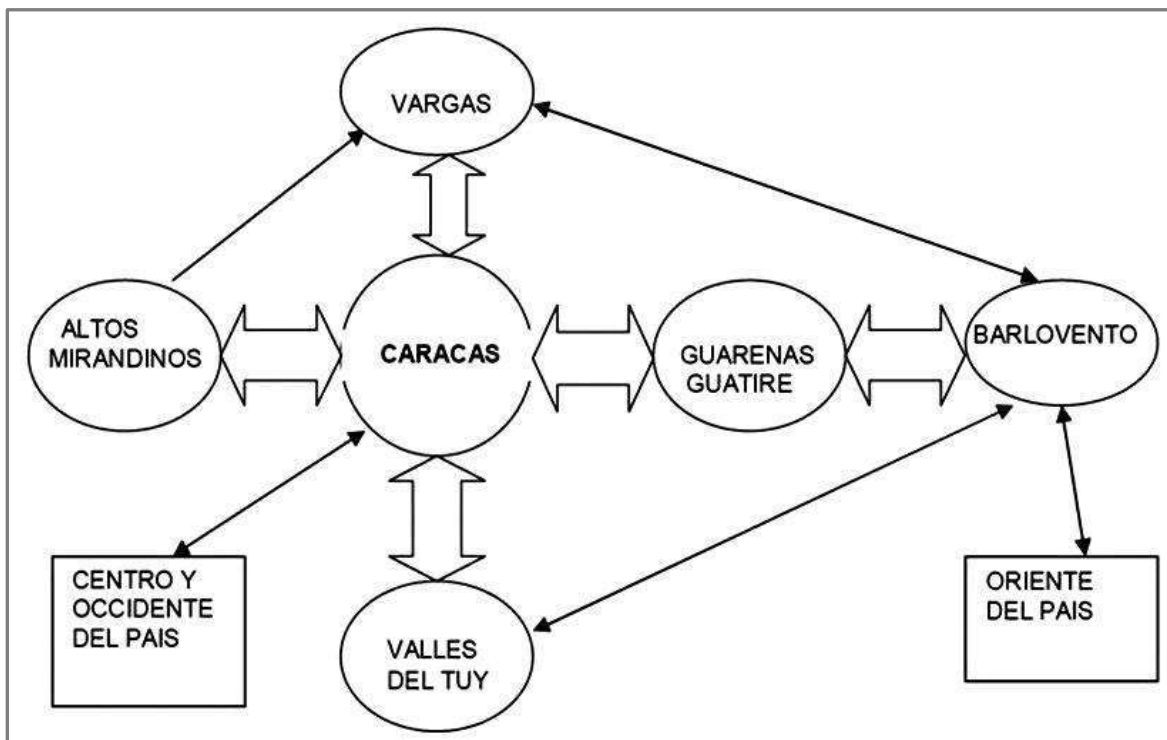 VARGAS
ALTOS
MIRANDINOS
CARACAS
GUARENAS
GUATIRE
BARLOVENTO
CENTRO Y
OCCIDENTE
DEL PAIS
VALLES
DEL TUY
ORIENTE
DEL PAIS